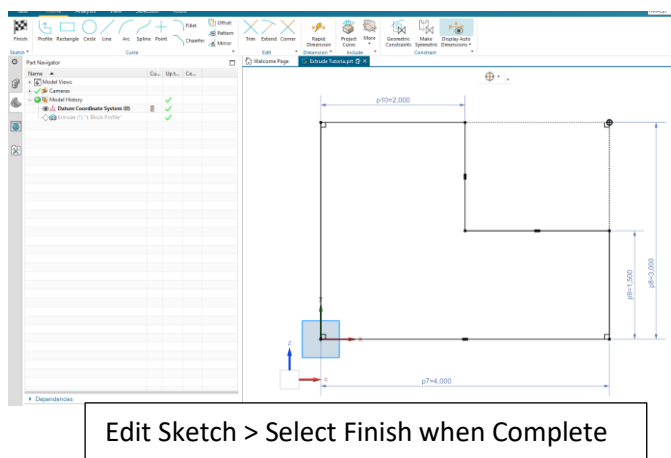 Finish Profile Rectangle Circle Line Arc Spline Point Fillet Chamfer Offset Pattern Mirror Trim Extend Corner Rapid Dimension Project Curve More Geometric Constraints Make Symmetric Display Auto Dimensions
Sketch Curve Edit Dimension Include Constrain
Part Navigator
Welcome Page
Extrude Tutoria.prt
Name
Model Views
Cameras
Model History
Datum Coordinate System (0)
Extrude (1) "L Block Profile"
Dependencies
p10=2,000
p9=1,500
p8=3,000
Y
X
Z
X
p7=4,000
Edit Sketch > Select Finish when Complete